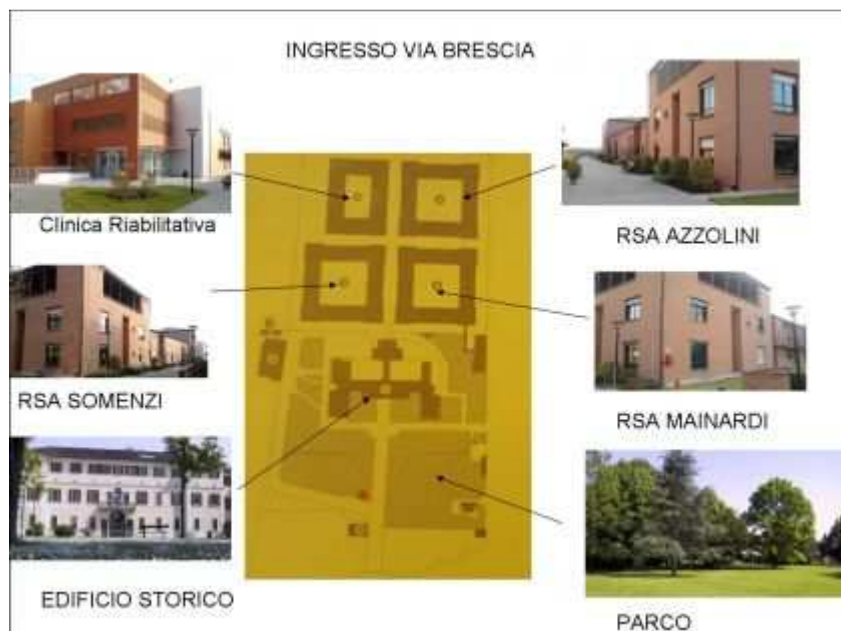 INGRESSO VIA BRESCIA
Clinica Riabilitativa
RSA AZZOLINI
RSA SOMENZI
RSA MAINARDI
EDIFICIO STORICO
PARCO